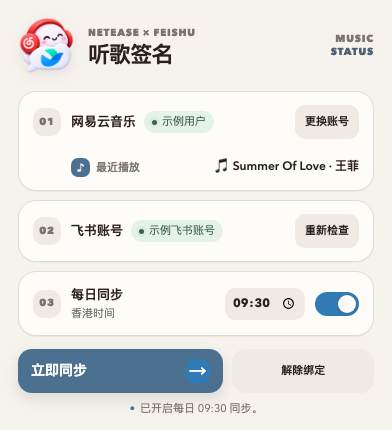 NETEASE × FEISHU
听歌签名
MUSIC
STATUS
01 网易云音乐 示例用户 更换账号
最近播放 🎵 Summer Of Love · 王菲
02 飞书账号 示例飞书账号 重新检查
03 每日同步 09:30
香港时间
立即同步 → 解除绑定
已开启每日 09:30 同步。